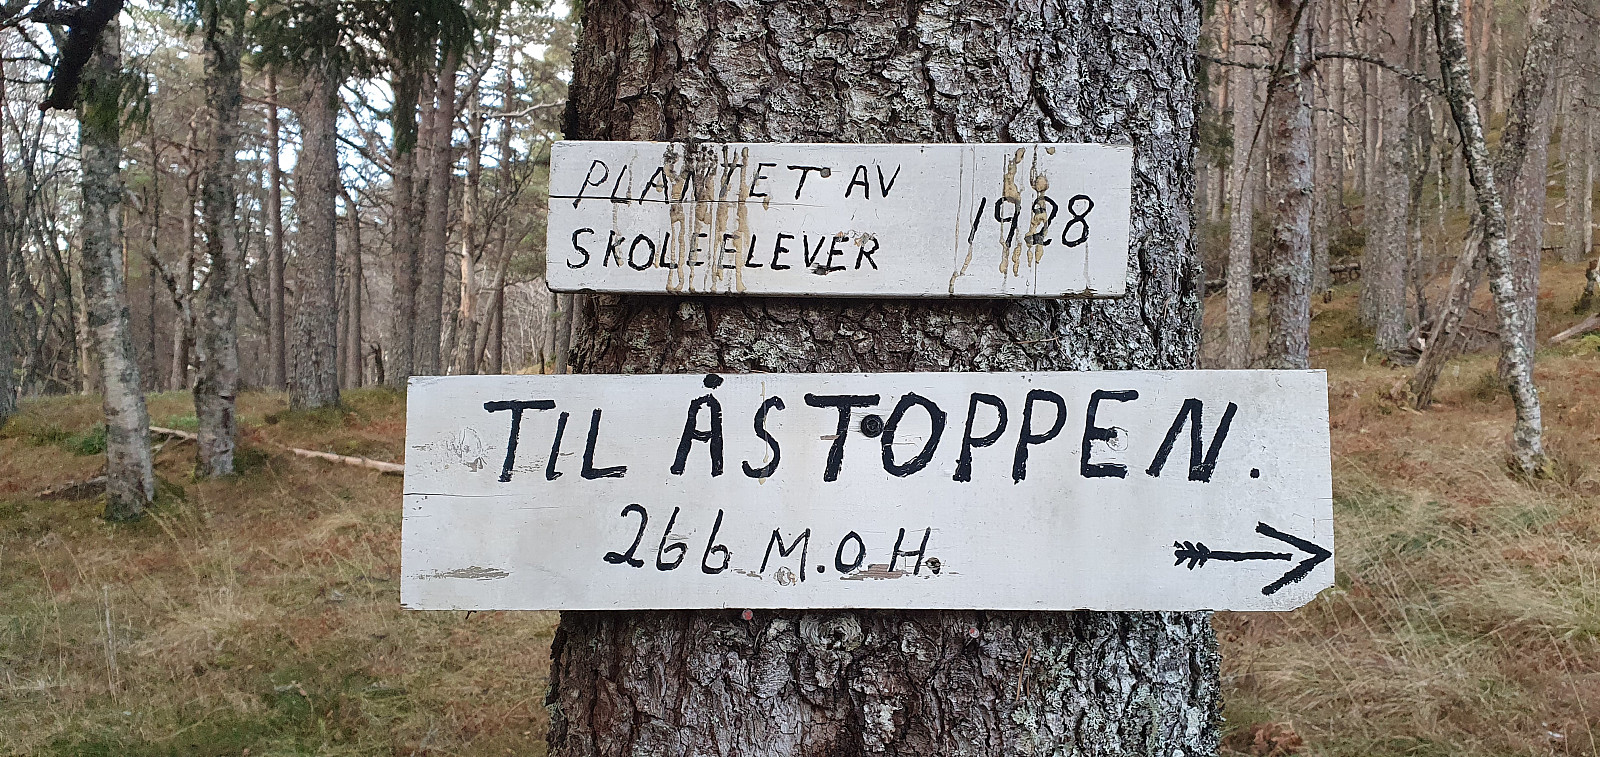 PLANTET AV
SKOLEELEVER 1928
TIL ÅSTOPPEN.
266 M.O.H.